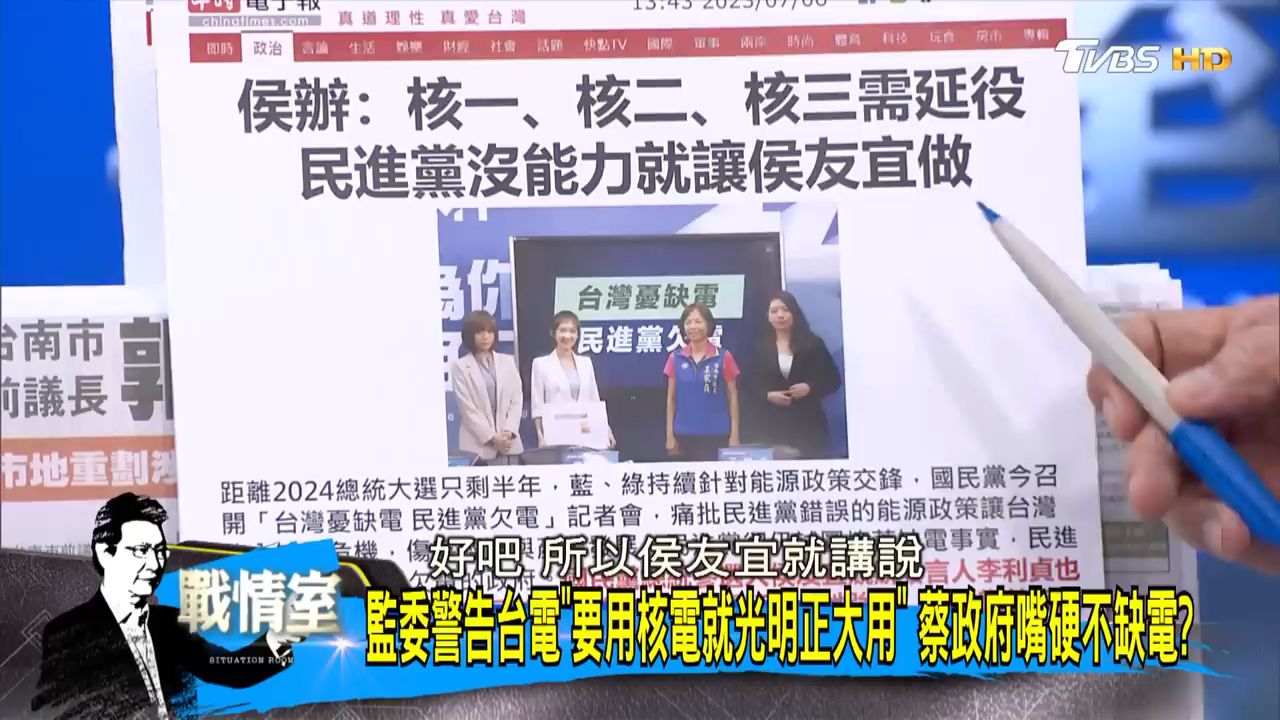 電子報
chinatimes.com
真道理性 真愛台灣
即時 政治 言論 生活 娛樂 財經 社會 話題 快點TV 國際 軍事 兩岸 時尚 體育 科技 玩食 房市 專輯
TVBS HD
侯辦：核一、核二、核三需延役
民進黨沒能力就讓侯友宜做
為你
台灣憂缺電
民進黨欠電
台南市
前議長
郭
市地重劃
距離2024總統大選只剩半年，藍、綠持續針對能源政策交鋒，國民黨今召
開「台灣憂缺電 民進黨欠電」記者會，痛批民進黨錯誤的能源政策讓台灣
電事實，民進
言人李利貞也
好吧 所以侯友宜就講說
戰情室
SITUATION ROOM
監委警告台電"要用核電就光明正大用" 蔡政府嘴硬不缺電?